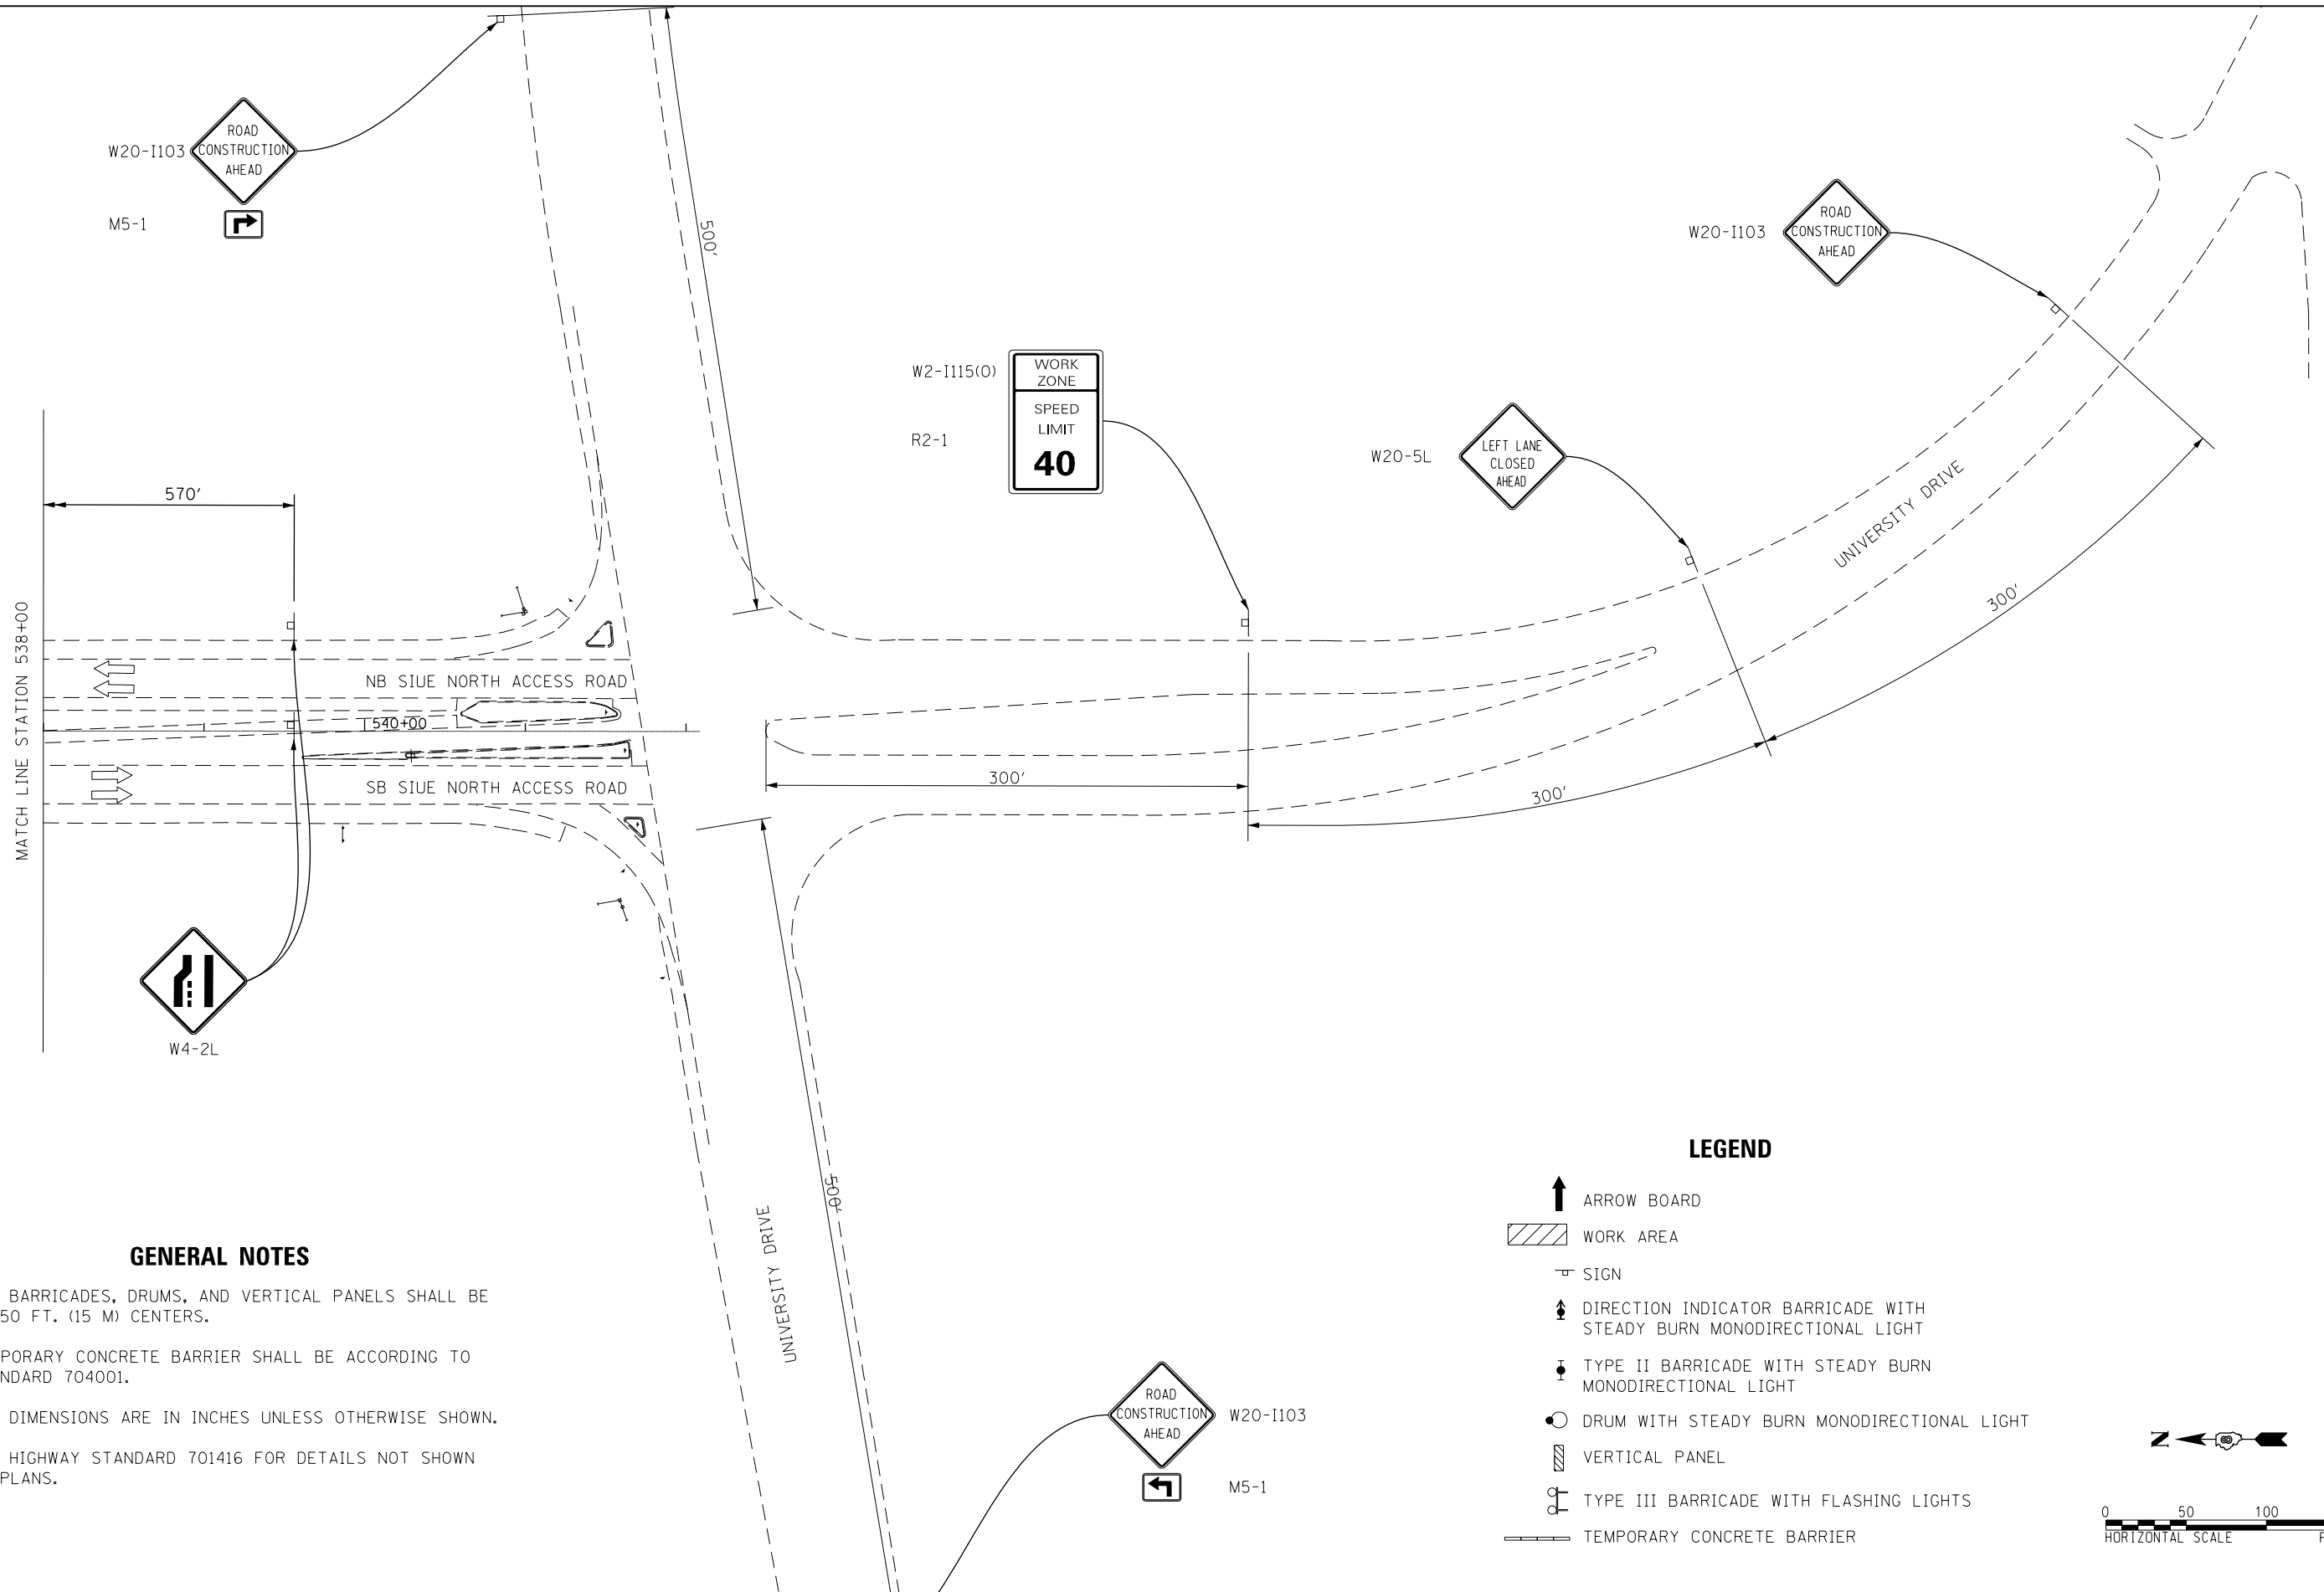 W20-I103
ROAD
CONSTRUCTION
AHEAD
M5-1
500'
W20-I103
ROAD
CONSTRUCTION
AHEAD
W2-I115(O)
WORK
ZONE
SPEED
LIMIT
40
R2-1
W20-5L
LEFT LANE
CLOSED
AHEAD
UNIVERSITY DRIVE
300'
570'
MATCH LINE STATION 538+00
NB SIUE NORTH ACCESS ROAD
540+00
SB SIUE NORTH ACCESS ROAD
300'
300'
W4-2L
500'
UNIVERSITY DRIVE
GENERAL NOTES
BARRICADES, DRUMS, AND VERTICAL PANELS SHALL BE
50 FT. (15 M) CENTERS.
PORARY CONCRETE BARRIER SHALL BE ACCORDING TO
NDARD 704001.
DIMENSIONS ARE IN INCHES UNLESS OTHERWISE SHOWN.
HIGHWAY STANDARD 701416 FOR DETAILS NOT SHOWN
PLANS.
ROAD
CONSTRUCTION
AHEAD
W20-I103
M5-1
LEGEND
ARROW BOARD
WORK AREA
SIGN
DIRECTION INDICATOR BARRICADE WITH
STEADY BURN MONODIRECTIONAL LIGHT
TYPE II BARRICADE WITH STEADY BURN
MONODIRECTIONAL LIGHT
DRUM WITH STEADY BURN MONODIRECTIONAL LIGHT
VERTICAL PANEL
TYPE III BARRICADE WITH FLASHING LIGHTS
TEMPORARY CONCRETE BARRIER
N
0 50 100
HORIZONTAL SCALE